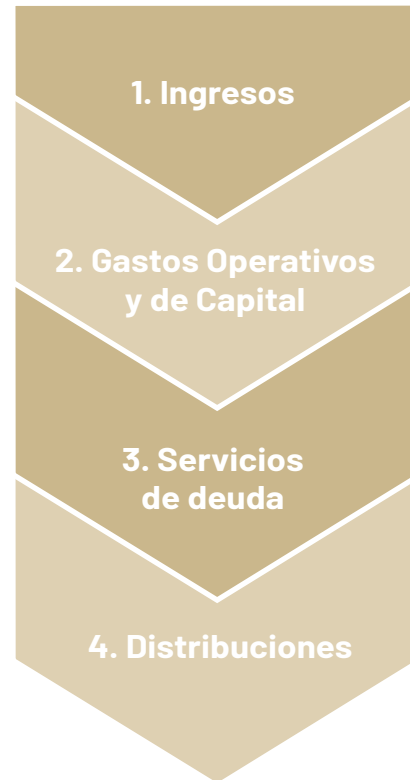 1. Ingresos
2. Gastos Operativos
y de Capital
3. Servicios
de deuda
4. Distribuciones